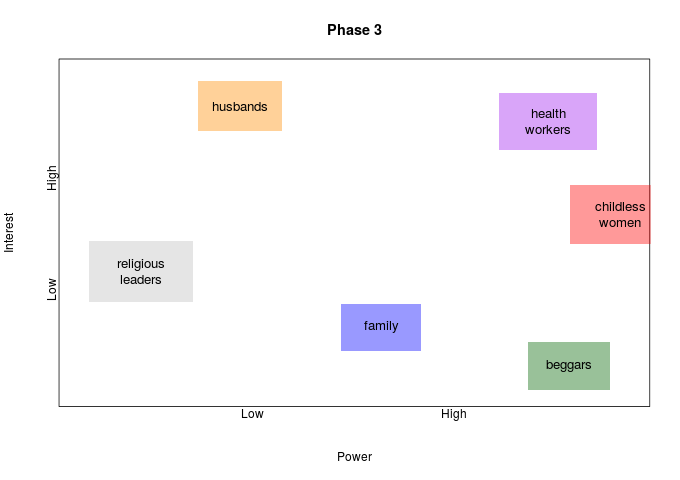 Phase 3
husbands
health
workers
High
childless
women
Interest
religious
leaders
Low
family
beggars
Low
High
Power